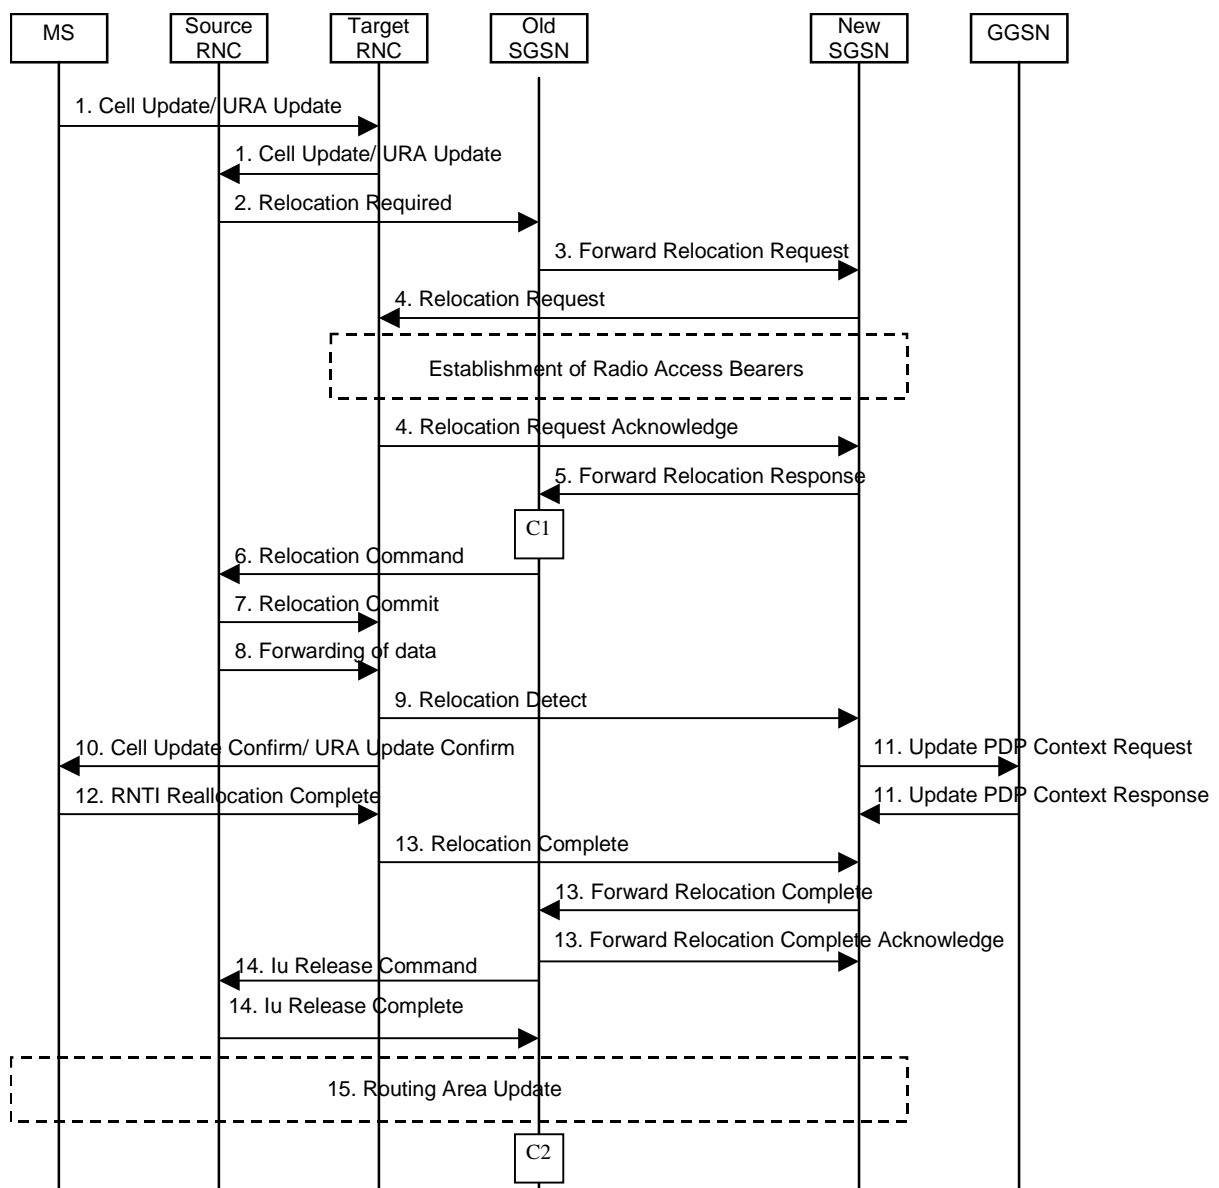 MS
Source
RNC
Target
RNC
Old
SGSN
New
SGSN
GGSN
1. Cell Update/ URA Update
1. Cell Update/ URA Update
2. Relocation Required
3. Forward Relocation Request
4. Relocation Request
Establishment of Radio Access Bearers
4. Relocation Request Acknowledge
5. Forward Relocation Response
C1
6. Relocation Command
7. Relocation Commit
8. Forwarding of data
9. Relocation Detect
10. Cell Update Confirm/ URA Update Confirm
11. Update PDP Context Request
12. RNTI Reallocation Complete
11. Update PDP Context Response
13. Relocation Complete
13. Forward Relocation Complete
13. Forward Relocation Complete Acknowledge
14. Iu Release Command
14. Iu Release Complete
15. Routing Area Update
C2